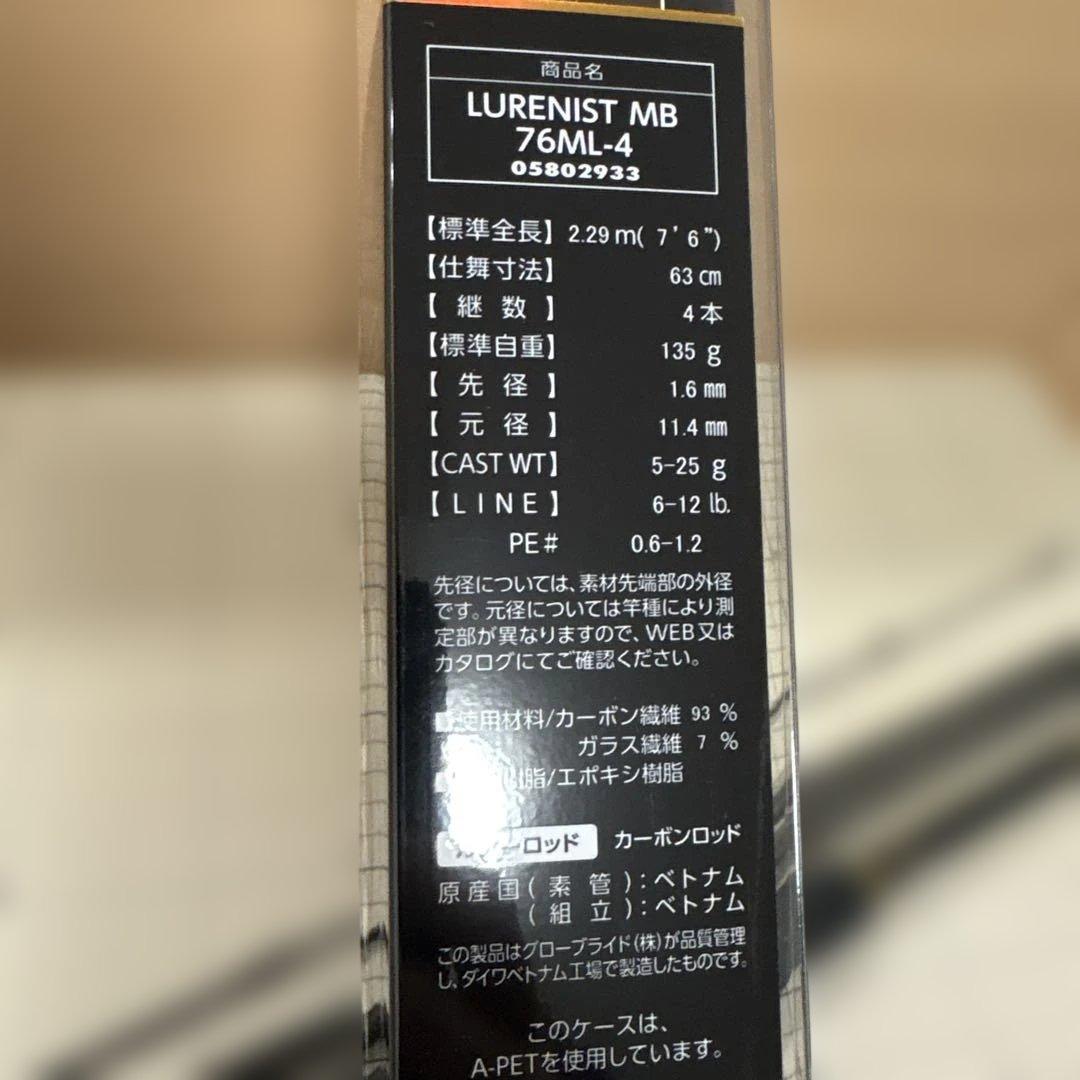 商品名
LURENIST MB
76ML-4
05802933
【標準全長】 2.29 m( 7' 6")
【仕舞寸法】 63 cm
【 継 数 】 4 本
【標準自重】 135 g
【 先 径 】 1.6 mm
【 元 径 】 11.4 mm
【CAST WT】 5-25 g
【 LINE 】 6-12 lb.
PE# 0.6-1.2
先径については、素材先端部の外径
です。元径については竿種により測
定部が異なりますので、WEB又は
カタログにてご確認ください。
使用材料/カーボン繊維 93 %
ガラス繊維 7 %
脂/エポキシ樹脂
ーロッド カーボンロッド
原産国( 素 管 ):ベトナム
( 組 立 ):ベトナム
この製品はグローブライド(株)が品質管理
し、ダイワベトナム工場で製造したものです。
このケースは、
A-PETを使用しています。